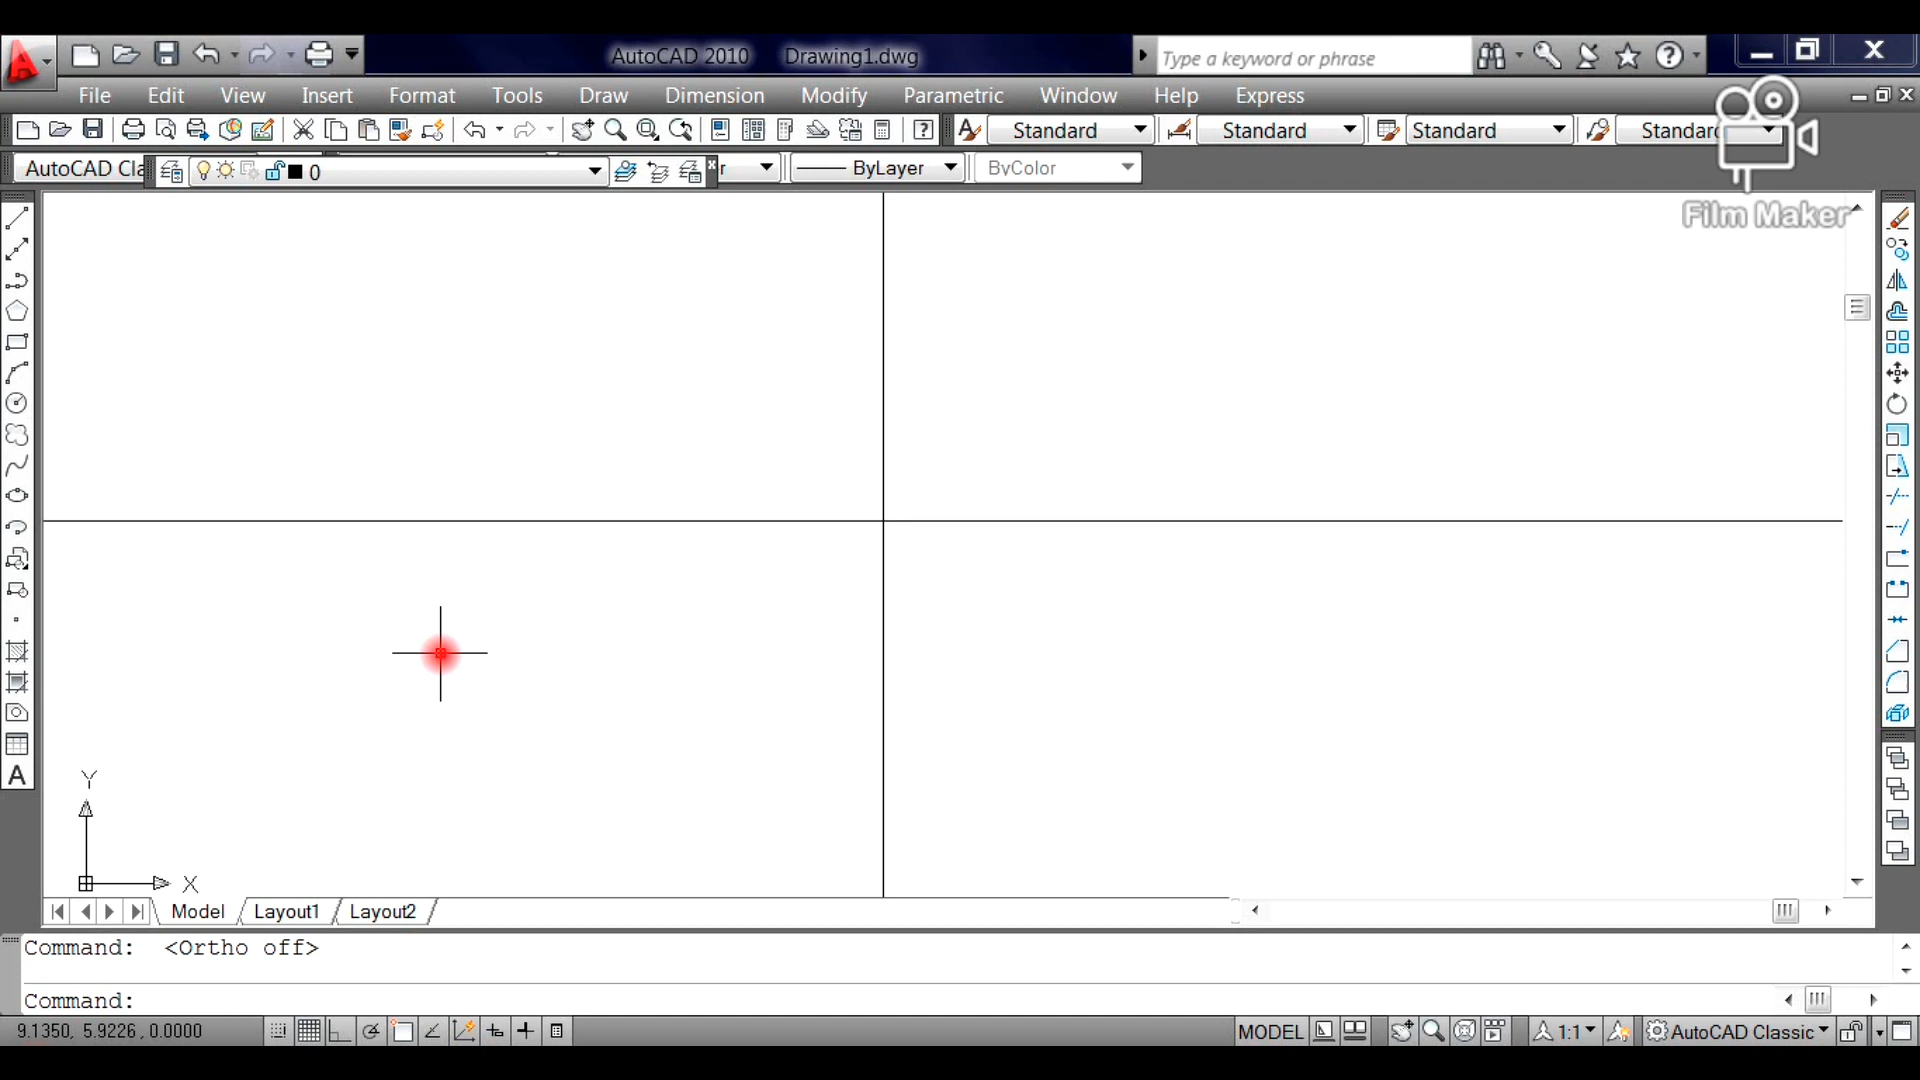 AutoCAD 2010 Drawing1.dwg Type a keyword or phrase
File Edit View Insert Format Tools Draw Dimension Modify Parametric Window Help Express
Standard Standard Standard Standard
AutoCAD Cla 0 r ByLayer ByColor
Film Maker
A
Y
X
Model Layout1 Layout2
Command: <Ortho off>
Command:
9.1350, 5.9226, 0.0000 MODEL 1:1 AutoCAD Classic